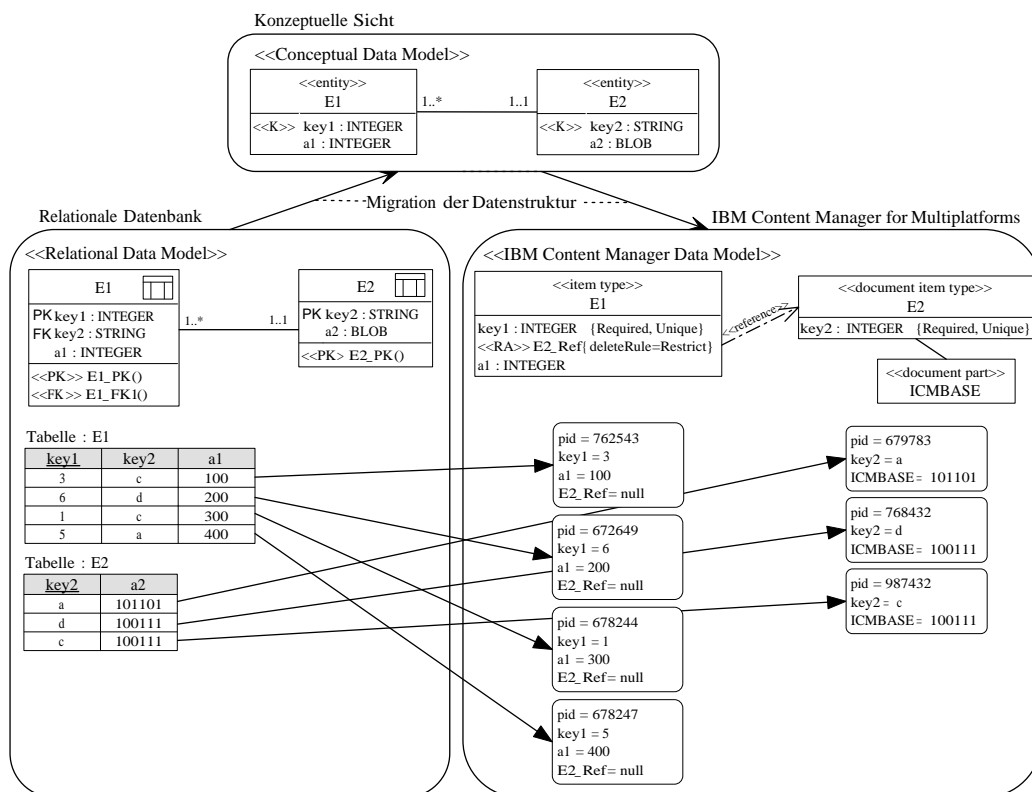 Konzeptuelle Sicht
<<Conceptual Data Model>>
<<entity>>
E1
<<K>> key1 : INTEGER
a1 : INTEGER
1..* 1..1
<<entity>>
E2
<<K>> key2 : STRING
a2 : BLOB
Migration der Datenstruktur
Relationale Datenbank
<<Relational Data Model>>
E1
PK key1 : INTEGER
FK key2 : STRING
a1 : INTEGER
<<PK>> E1_PK()
<<FK>> E1_FK1()
1..* 1..1
E2
PK key2 : STRING
a2 : BLOB
<<PK> E2_PK()
Tabelle : E1
key1 key2 a1
3 c 100
6 d 200
1 c 300
5 a 400
Tabelle : E2
key2 a2
a 101101
d 100111
c 100111
IBM Content Manager for Multiplatforms
<<IBM Content Manager Data Model>>
<<item type>>
E1
key1 : INTEGER {Required, Unique}
<<RA>> E2_Ref{deleteRule=Restrict}
a1 : INTEGER
<<reference>>
<<document item type>>
E2
key2 : INTEGER {Required, Unique}
<<document part>>
ICMBASE
pid = 762543
key1 = 3
a1 = 100
E2_Ref = null
pid = 672649
key1 = 6
a1 = 200
E2_Ref = null
pid = 678244
key1 = 1
a1 = 300
E2_Ref = null
pid = 678247
key1 = 5
a1 = 400
E2_Ref = null
pid = 679783
key2 = a
ICMBASE = 101101
pid = 768432
key2 = d
ICMBASE = 100111
pid = 987432
key2 = c
ICMBASE = 100111